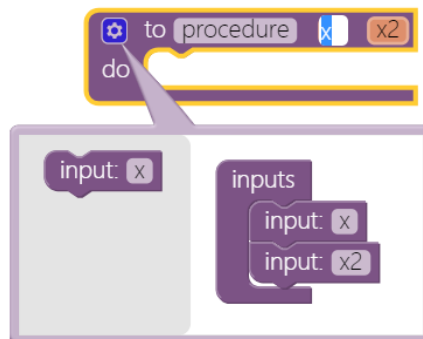 to procedure x x2
do
input: x
inputs
input: x
input: x2